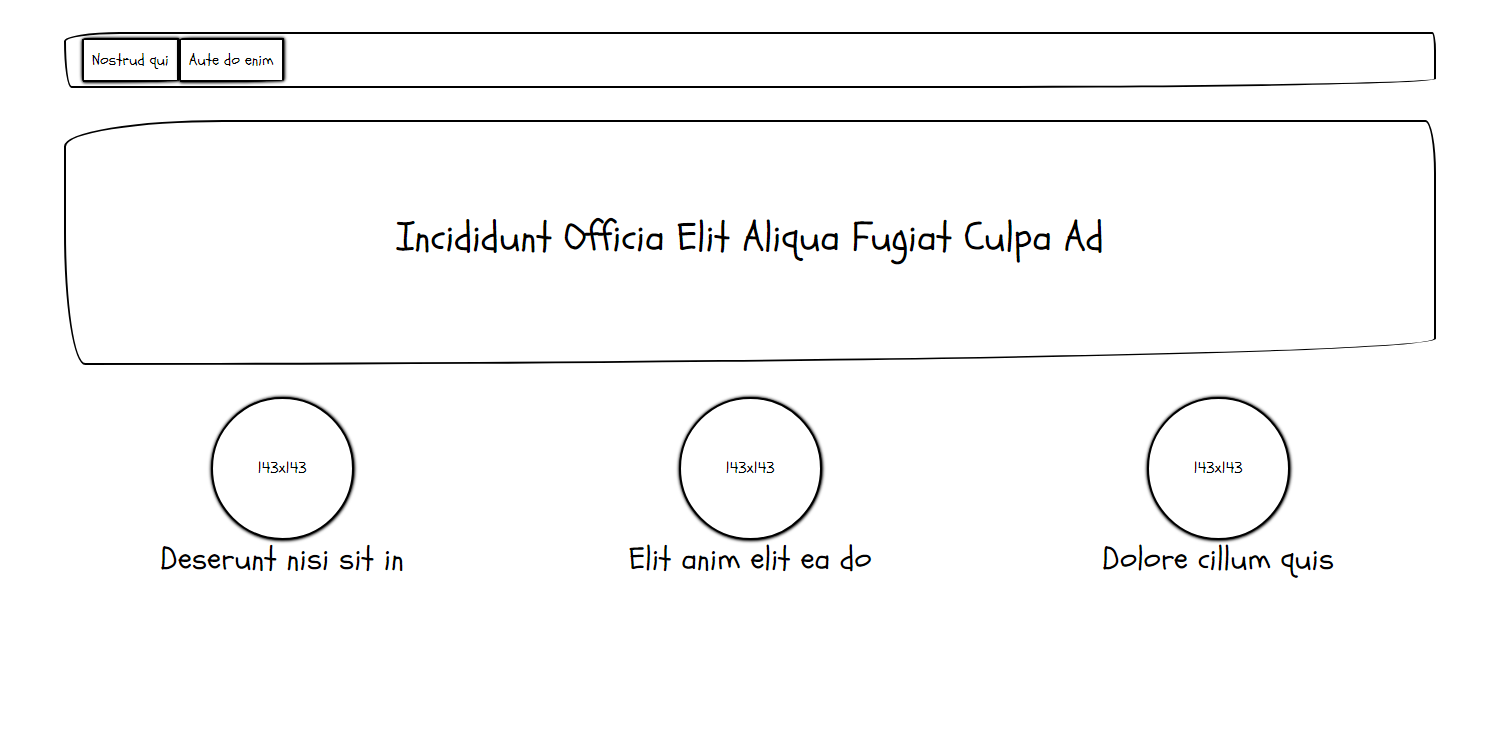 Nostrud qui Aute do enim
Incididunt Officia Elit Aliqua Fugiat Culpa Ad
143x143 143x143 143x143
Deserunt nisi sit in Elit anim elit ea do Dolore cillum quis